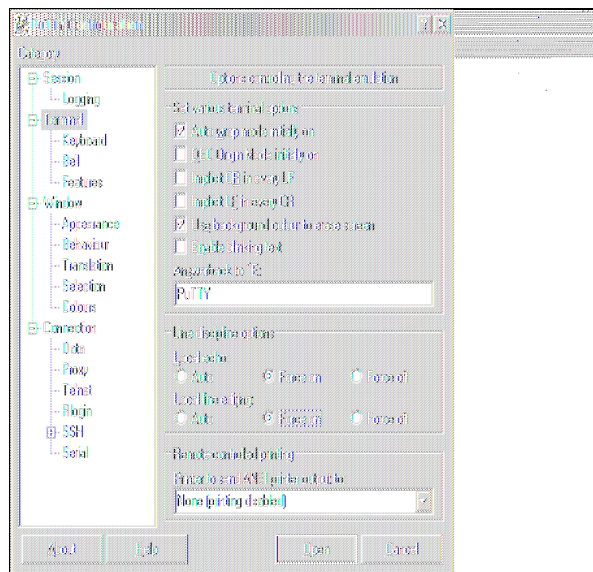 PuTTY Configuration
Category:
Session
Logging
Terminal
Keyboard
Bell
Features
Window
Appearance
Behaviour
Translation
Selection
Colours
Connection
Data
Proxy
Telnet
Rlogin
SSH
Serial
Options controlling the terminal emulation
Set various terminal options
Auto wrap mode initially on
DEC Origin Mode initially on
Implicit CR in every LF
Implicit LF in every CR
Use background colour to erase screen
Enable blinking text
Answerback to ^E:
PuTTY
Line discipline options
Local echo:
Auto Force on Force off
Local line editing:
Auto Force on Force off
Remote-controlled printing
Printer to send ANSI printer output to:
None (printing disabled)
About Help Open Cancel